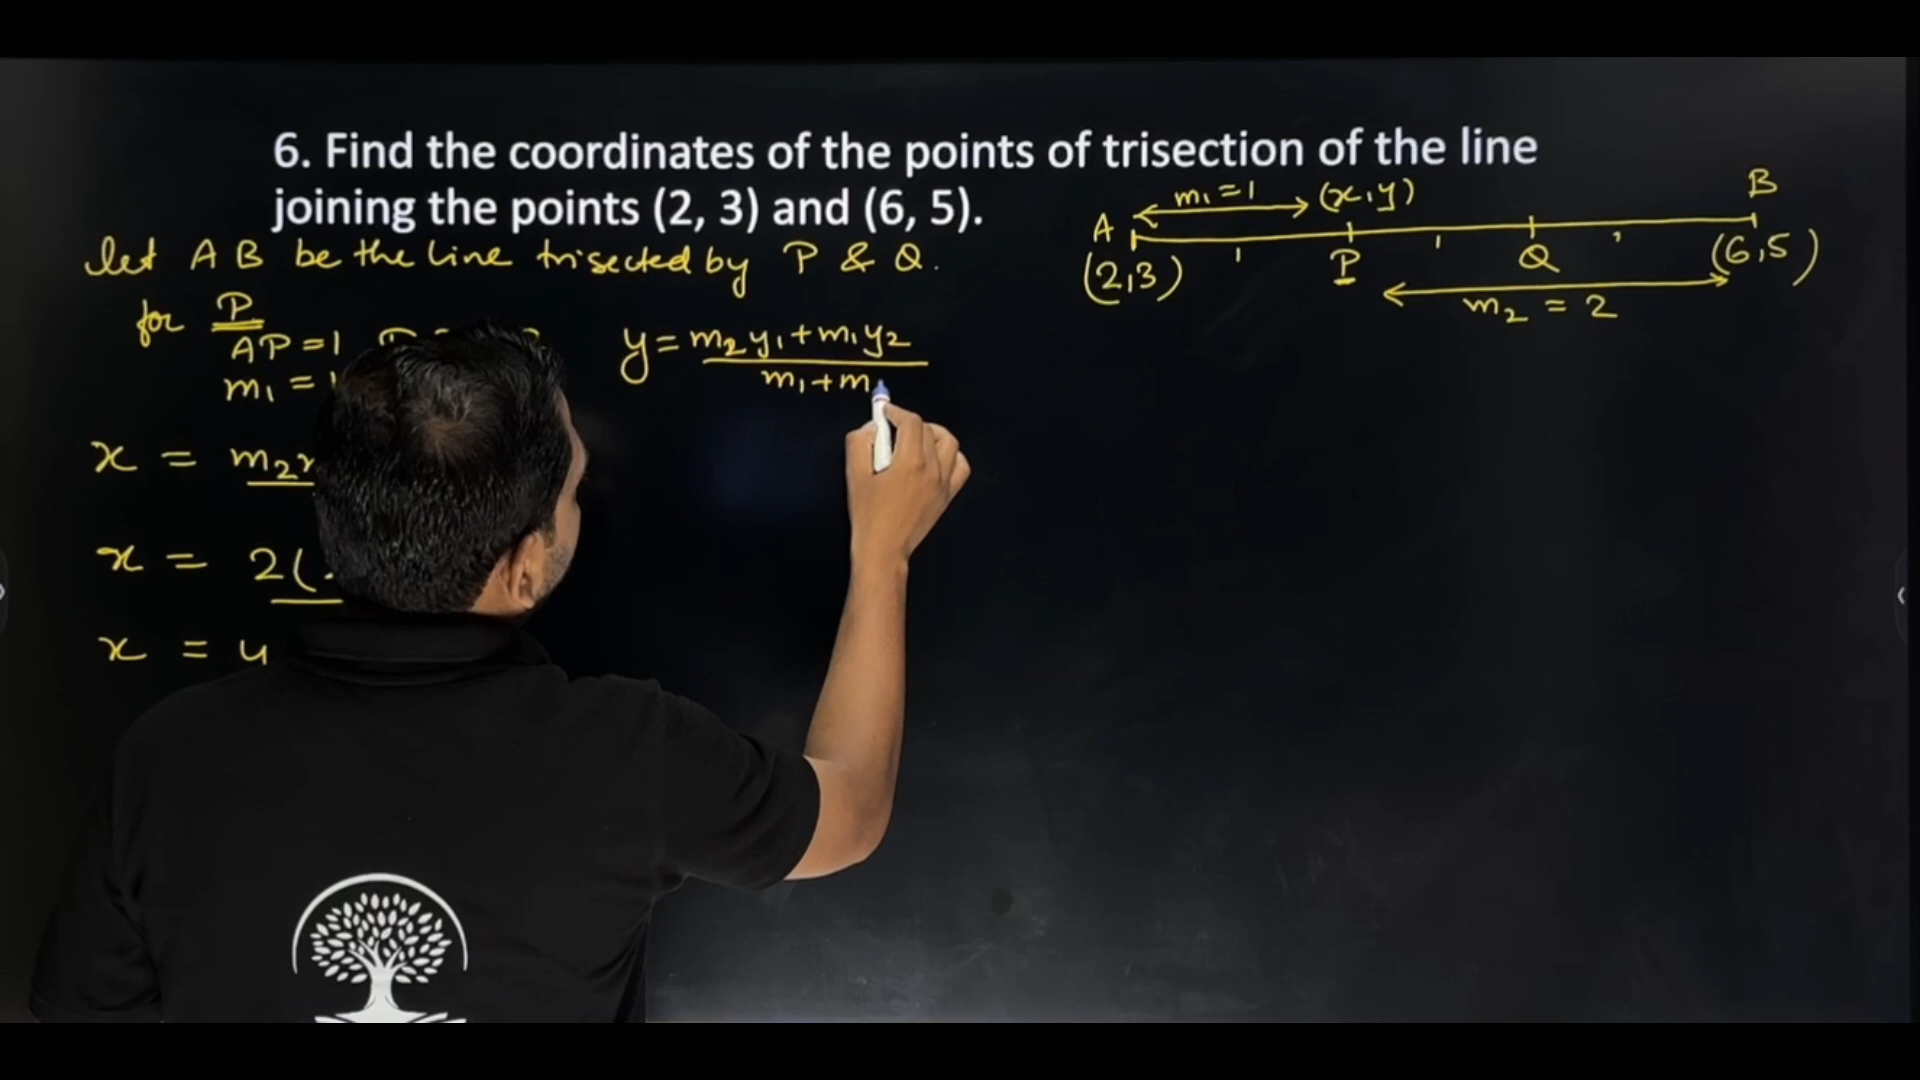 6. Find the coordinates of the points of trisection of the line
joining the points (2, 3) and (6, 5).
let AB be the line trisected by P & Q.
for P
AP = 1
m₁ =
x = m₂
x = 2(
x = 4
y = m₂y₁ + m₁y₂
m₁ + m
m₁ = 1 (x, y) B
A
(2,3) P Q (6,5)
m₂ = 2